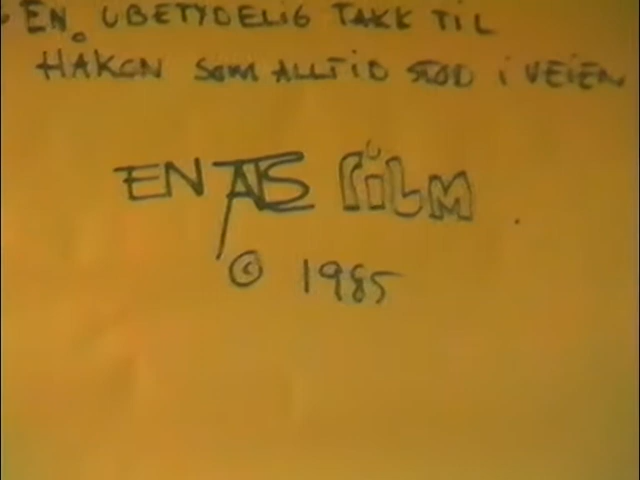 EN UBETYDELIG TAKK TIL
HÅKON SOM ALLTID STOD I VEIEN
EN ATS FILM
© 1985